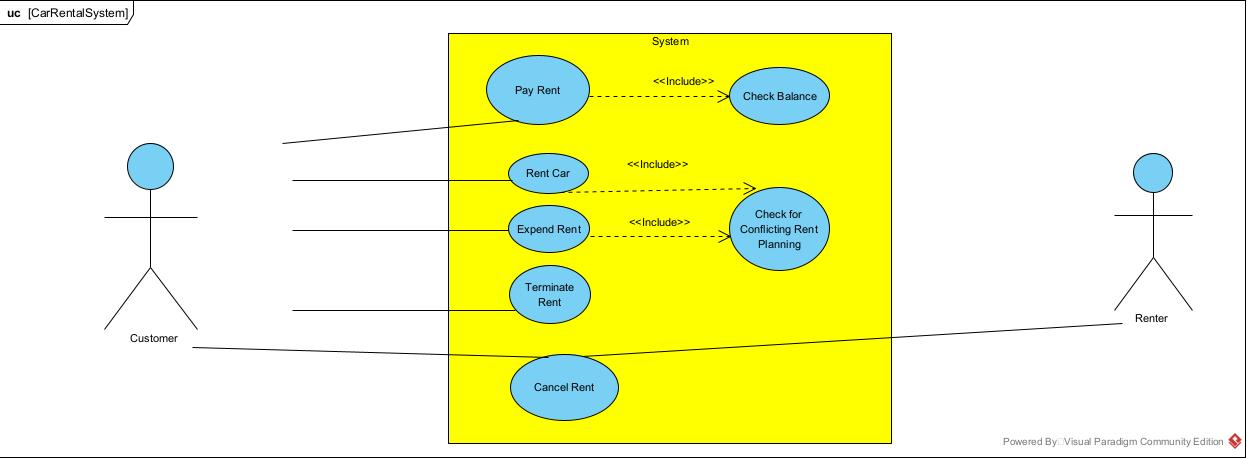 uc [CarRentalSystem]
System
Pay Rent
<<Include>>
Check Balance
Rent Car
<<Include>>
Expend Rent
<<Include>>
Check for
Conflicting Rent
Planning
Terminate
Rent
Customer
Renter
Cancel Rent
Powered By Visual Paradigm Community Edition